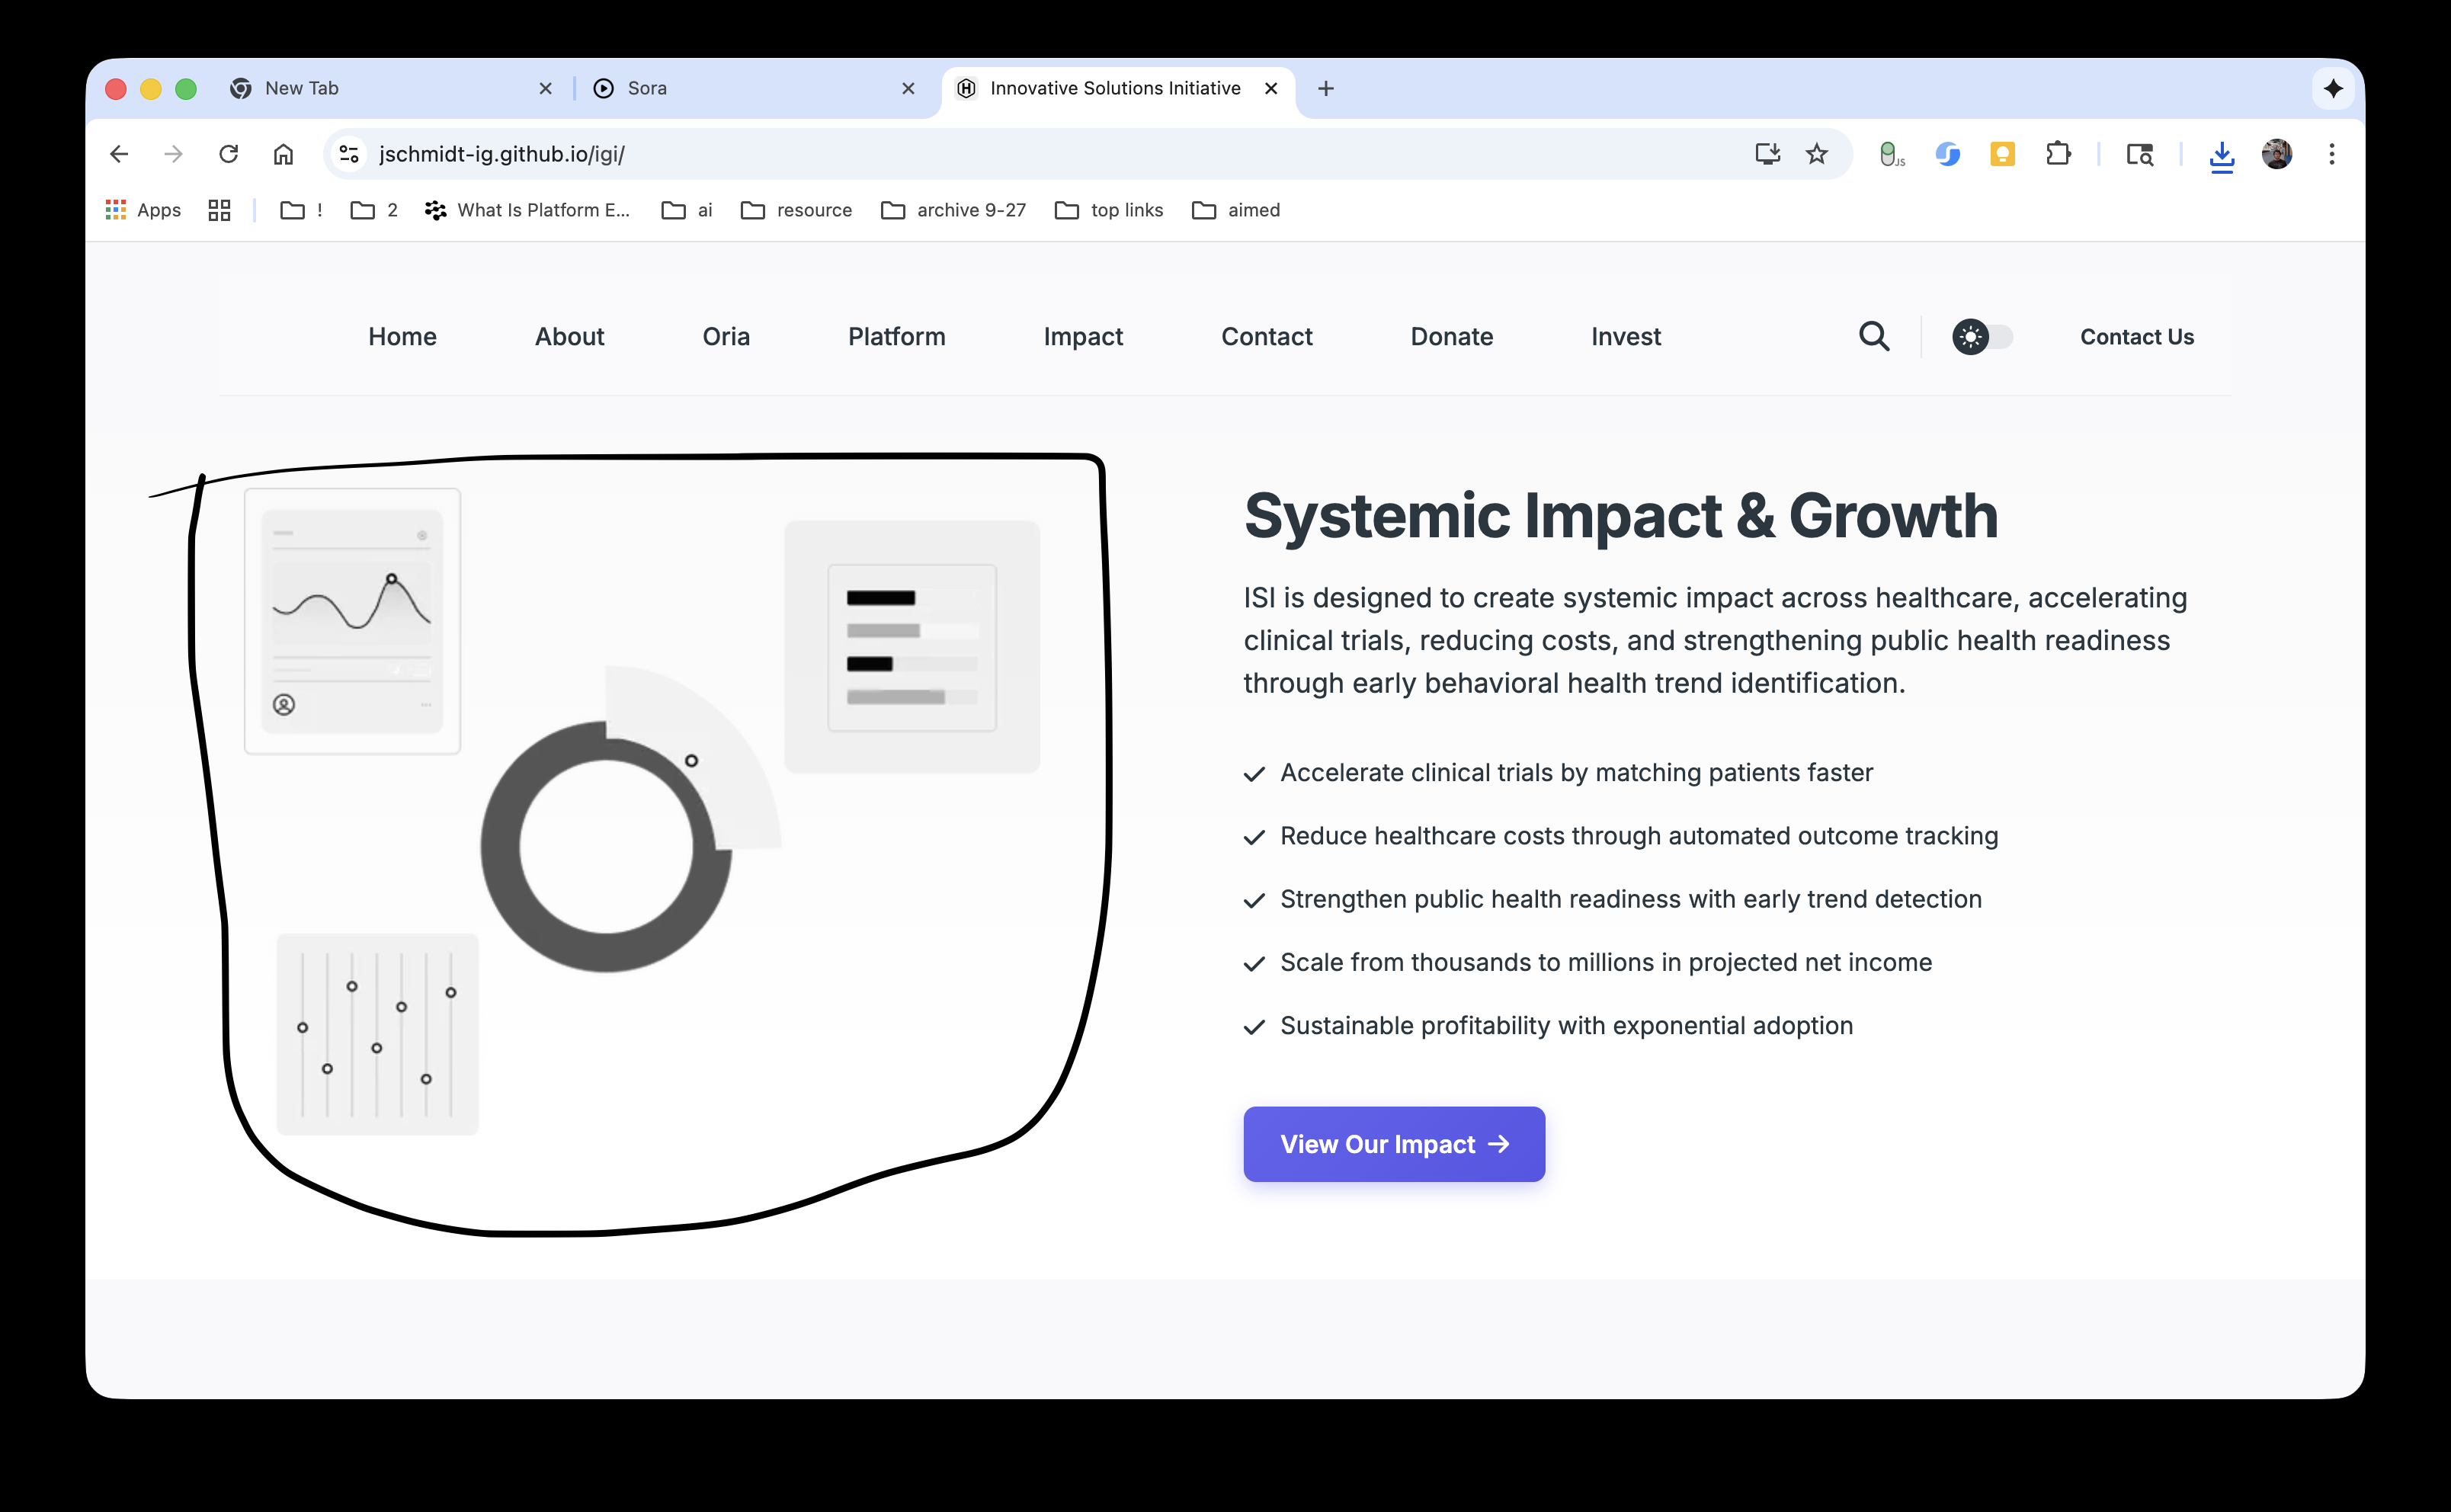 New Tab
Sora
Innovative Solutions Initiative
jschmidt-ig.github.io/igi/
JS
Apps
!
2
What Is Platform E...
ai
resource
archive 9-27
top links
aimed
Home
About
Oria
Platform
Impact
Contact
Donate
Invest
Contact Us
Systemic Impact & Growth
ISI is designed to create systemic impact across healthcare, accelerating
clinical trials, reducing costs, and strengthening public health readiness
through early behavioral health trend identification.
Accelerate clinical trials by matching patients faster
Reduce healthcare costs through automated outcome tracking
Strengthen public health readiness with early trend detection
Scale from thousands to millions in projected net income
Sustainable profitability with exponential adoption
View Our Impact →